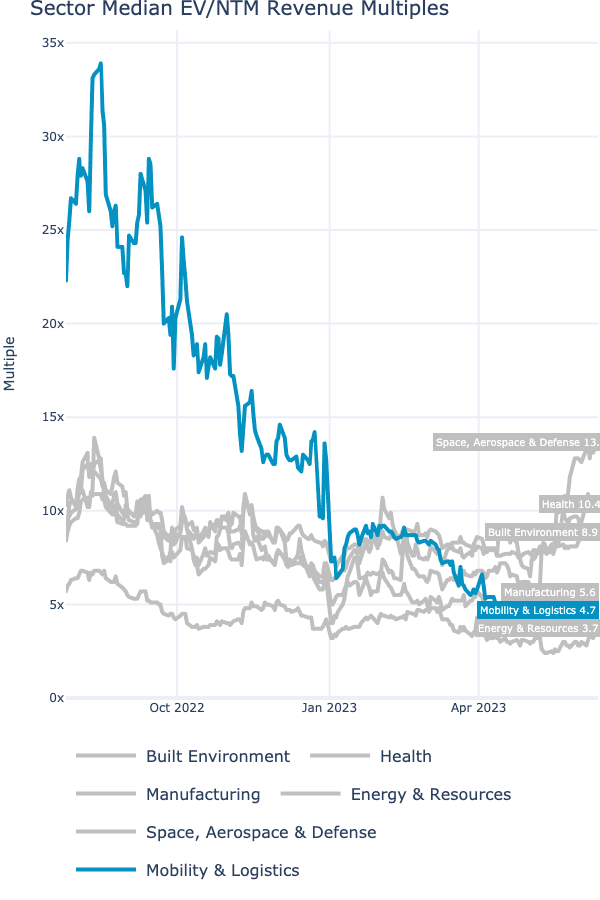 Sector Median EV/NTM Revenue Multiples
35x
30x
25x
20x
15x
10x
5x
0x
Multiple
Space, Aerospace & Defense 13.
Health 10.4
Built Environment 8.9
Manufacturing 5.6
Mobility & Logistics 4.7
Energy & Resources 3.7
Oct 2022 Jan 2023 Apr 2023
Built Environment Health
Manufacturing Energy & Resources
Space, Aerospace & Defense
Mobility & Logistics